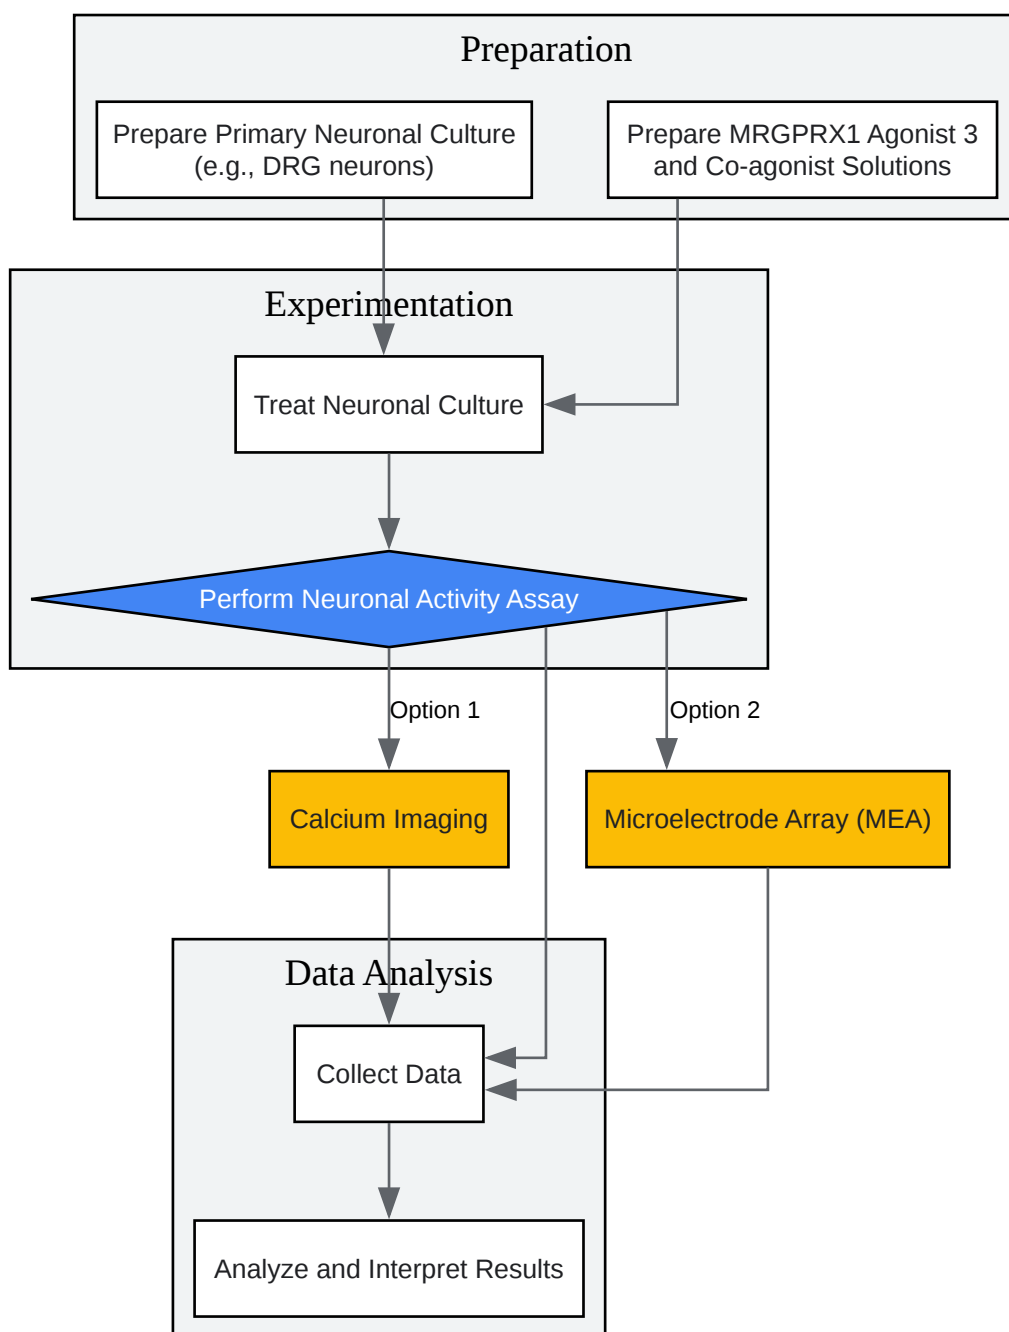 Preparation
Prepare Primary Neuronal Culture
(e.g., DRG neurons)
Prepare MRGPRX1 Agonist 3
and Co-agonist Solutions
Experimentation
Treat Neuronal Culture
Perform Neuronal Activity Assay
Option 1
Option 2
Calcium Imaging
Microelectrode Array (MEA)
Data Analysis
Collect Data
Analyze and Interpret Results